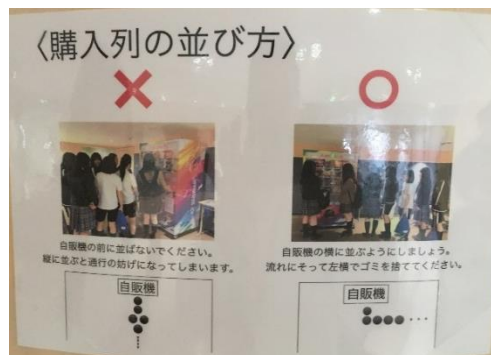 〈購入列の並び方〉
自販機の前に並ばないでください。
縦に並ぶと通行の妨げになってしまいます。
自販機
自販機の横に並ぶようにしましょう。
流れにそって左横でゴミを捨ててください。
自販機